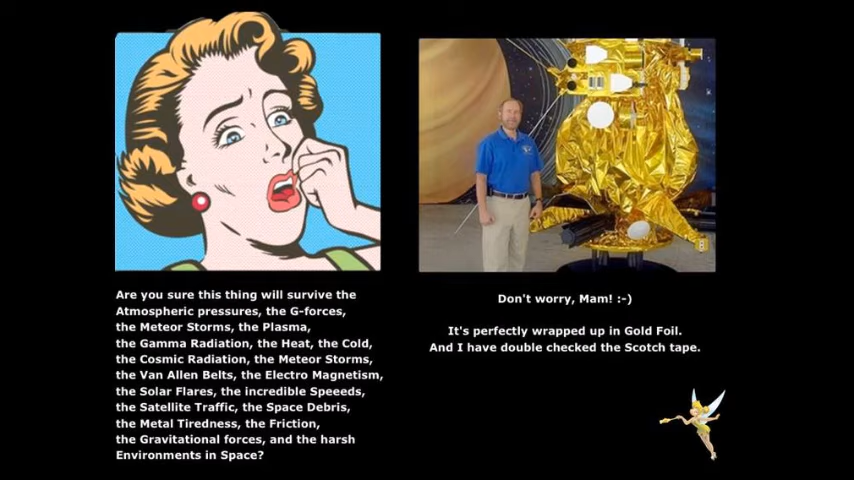 Are you sure this thing will survive the
Atmospheric pressures, the G-forces,
the Meteor Storms, the Plasma,
the Gamma Radiation, the Heat, the Cold,
the Cosmic Radiation, the Meteor Storms,
the Van Allen Belts, the Electro Magnetism,
the Solar Flares, the incredible Speeeds,
the Satellite Traffic, the Space Debris,
the Metal Tiredness, the Friction,
the Gravitational forces, and the harsh
Environments in Space?
Don't worry, Mam! :-)
It's perfectly wrapped up in Gold Foil.
And I have double checked the Scotch tape.